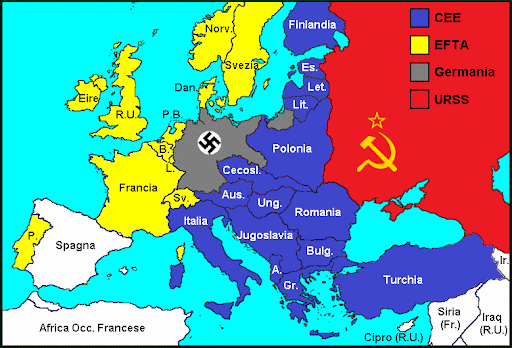 Finlandia
CEE
Norv.
EFTA
Svezia
Es.
Germania
Let.
Dan.
Eire
Lit.
URSS
R.U.
P.B.
B.
Polonia
L.
Cecosl.
Francia
Sv.
Aus.
Ung.
Romania
Italia
P.
Spagna
Jugoslavia
Bulg.
Ir.
A.
Gr.
Turchia
Siria
(Fr.)
Iraq
(R.U.)
Africa Occ. Francese
Cipro (R.U.)